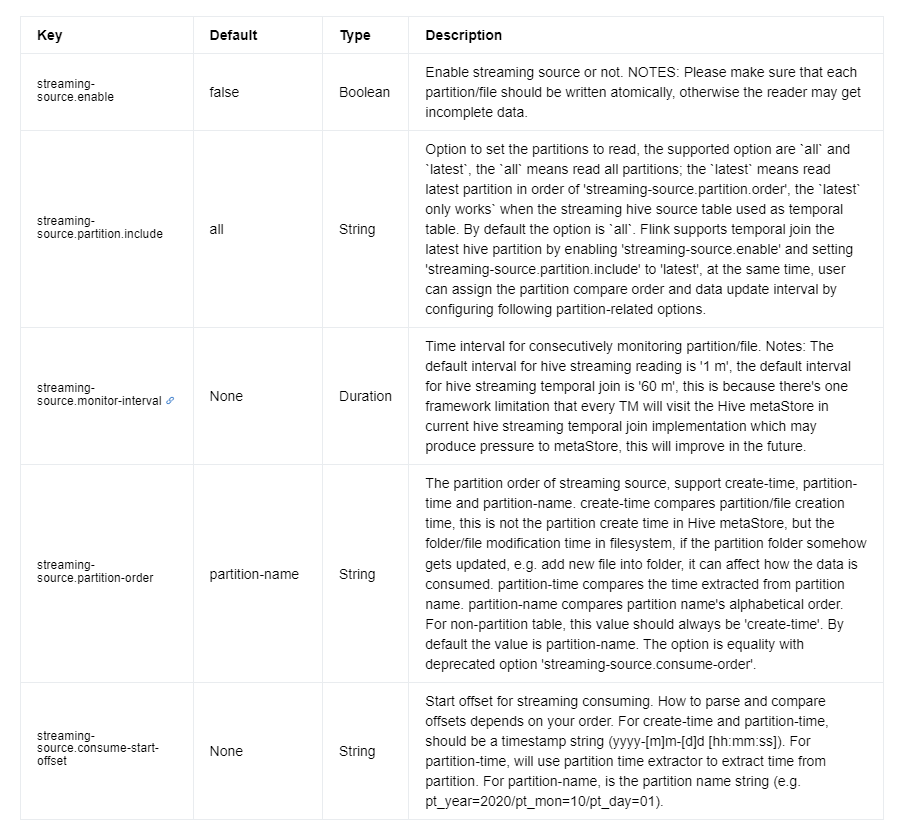 Key Default Type Description
streaming-
source.enable
false
Boolean
Enable streaming source or not. NOTES: Please make sure that each
partition/file should be written atomically, otherwise the reader may get
incomplete data.
streaming-
source.partition.include
all
String
Option to set the partitions to read, the supported option are `all` and
`latest`, the `all` means read all partitions; the `latest` means read
latest partition in order of 'streaming-source.partition.order', the `latest`
only works` when the streaming hive source table used as temporal
table. By default the option is `all`. Flink supports temporal join the
latest hive partition by enabling 'streaming-source.enable' and setting
'streaming-source.partition.include' to 'latest', at the same time, user
can assign the partition compare order and data update interval by
configuring following partition-related options.
streaming-
source.monitor-interval
None
Duration
Time interval for consecutively monitoring partition/file. Notes: The
default interval for hive streaming reading is '1 m', the default interval
for hive streaming temporal join is '60 m', this is because there's one
framework limitation that every TM will visit the Hive metaStore in
current hive streaming temporal join implementation which may
produce pressure to metaStore, this will improve in the future.
streaming-
source.partition-order
partition-name
String
The partition order of streaming source, support create-time, partition-
time and partition-name. create-time compares partition/file creation
time, this is not the partition create time in Hive metaStore, but the
folder/file modification time in filesystem, if the partition folder somehow
gets updated, e.g. add new file into folder, it can affect how the data is
consumed. partition-time compares the time extracted from partition
name. partition-name compares partition name's alphabetical order.
For non-partition table, this value should always be 'create-time'. By
default the value is partition-name. The option is equality with
deprecated option 'streaming-source.consume-order'.
streaming-
source.consume-start-
offset
None
String
Start offset for streaming consuming. How to parse and compare
offsets depends on your order. For create-time and partition-time,
should be a timestamp string (yyyy-[m]m-[d]d [hh:mm:ss]). For
partition-time, will use partition time extractor to extract time from
partition. For partition-name, is the partition name string (e.g.
pt_year=2020/pt_mon=10/pt_day=01).